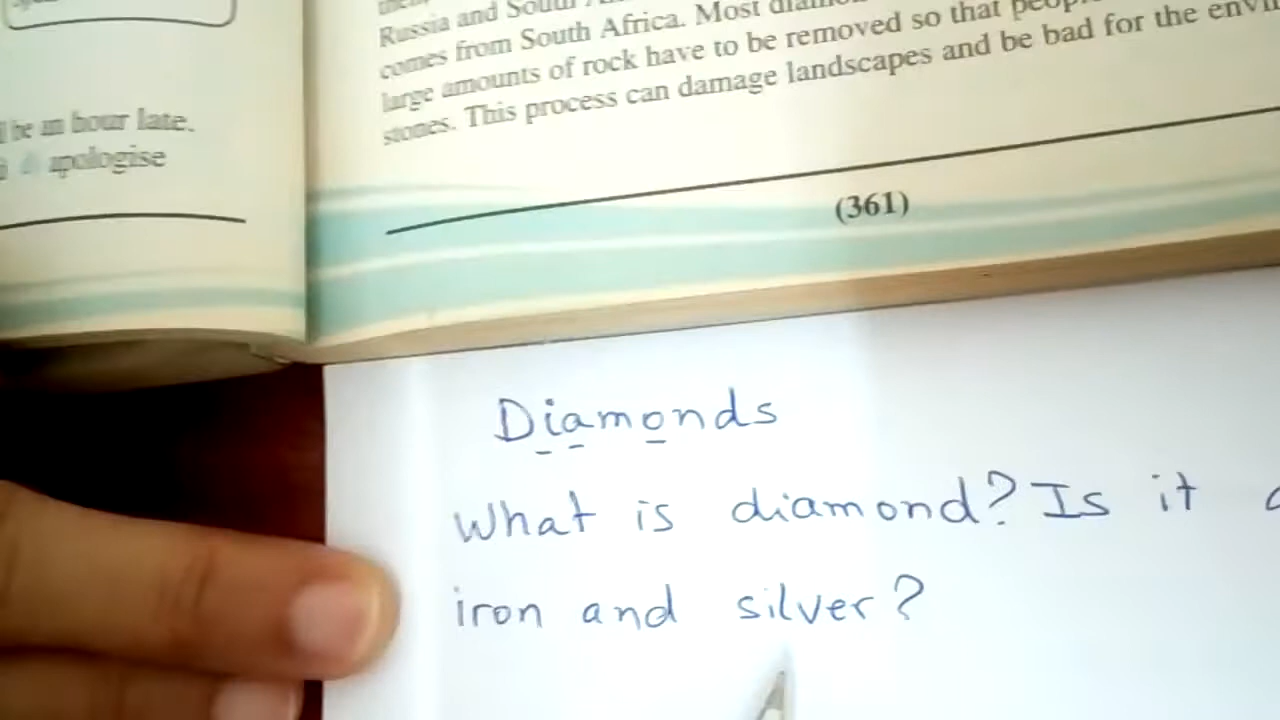 be an hour late.
apologise
Russia and South
comes from South Africa. Most
large amounts of rock have to be removed so that
stones. This process can damage landscapes and be bad for the
(361)
Diamonds
What is diamond? Is it
iron and silver?